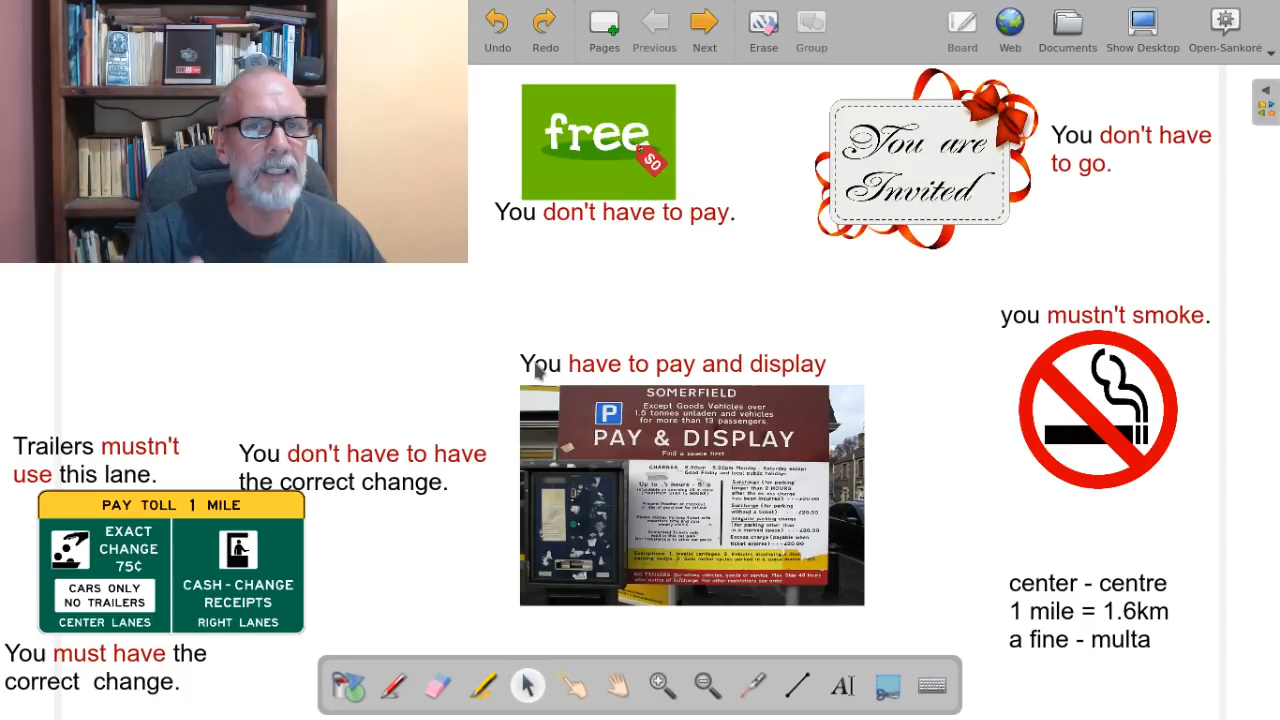 Undo
Redo
Pages
Previous
Next
Erase
Group
Board
Web
Documents
Show Desktop
Open-Sankoré
free
$0
You don't have to pay.
You are
Invited
You don't have
to go.
you mustn't smoke.
You have to pay and display
SOMERFIELD
P
Except Goods Vehicles over
1.5 tonnes unladen and vehicles
for more than 13 passengers.
PAY & DISPLAY
Find a space first
Trailers mustn't
use this lane.
You don't have to have
the correct change.
PAY TOLL 1 MILE
EXACT
CHANGE
75¢
CARS ONLY
NO TRAILERS
CENTER LANES
CASH-CHANGE
RECEIPTS
RIGHT LANES
You must have the
correct change.
center - centre
1 mile = 1.6km
a fine - multa
AI